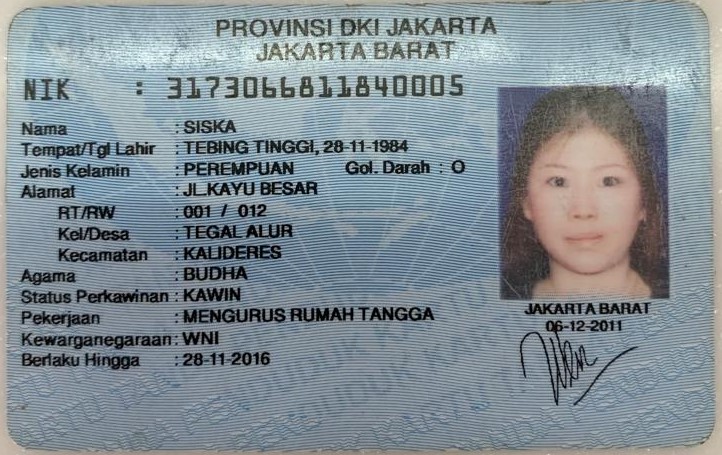 PROVINSI DKI JAKARTA
JAKARTA BARAT
NIK : 3173066811840005
Nama : SISKA
Tempat/Tgl Lahir : TEBING TINGGI, 28-11-1984
Jenis Kelamin : PEREMPUAN Gol. Darah : O
Alamat : JL.KAYU BESAR
RT/RW : 001 / 012
Kel/Desa : TEGAL ALUR
Kecamatan : KALIDERES
Agama : BUDHA
Status Perkawinan : KAWIN
Pekerjaan : MENGURUS RUMAH TANGGA
Kewarganegaraan : WNI
Berlaku Hingga : 28-11-2016
JAKARTA BARAT
06-12-2011